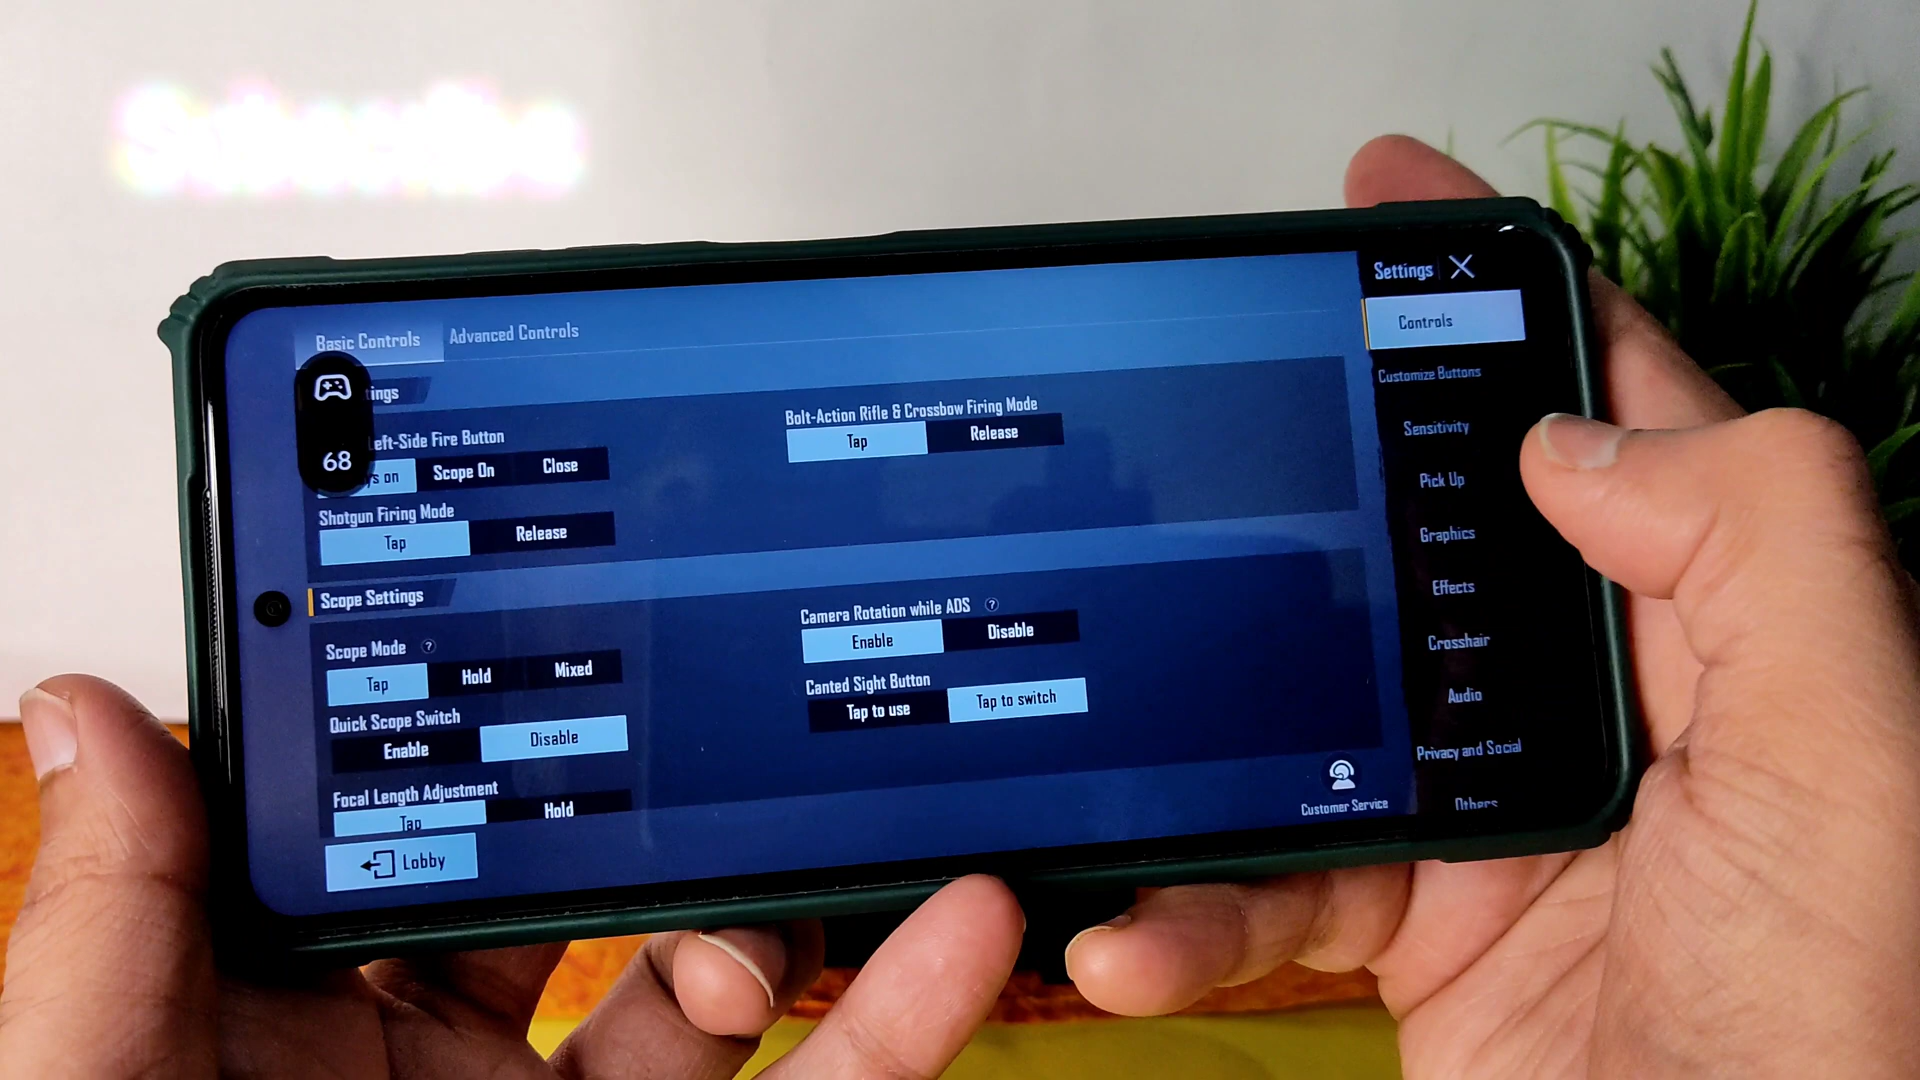 Subscribe
Settings
Controls
Customize Buttons
Sensitivity
Pick Up
Graphics
Effects
Crosshair
Audio
Privacy and Social
Others
Basic Controls
Advanced Controls
68
Left-Side Fire Button
Scope On
Close
Bolt-Action Rifle & Crossbow Firing Mode
Tap
Release
Shotgun Firing Mode
Tap
Release
Scope Settings
Scope Mode ?
Tap
Hold
Mixed
Camera Rotation while ADS ?
Enable
Disable
Quick Scope Switch
Enable
Disable
Canted Sight Button
Tap to use
Tap to switch
Focal Length Adjustment
Tap
Hold
Lobby
Customer Service